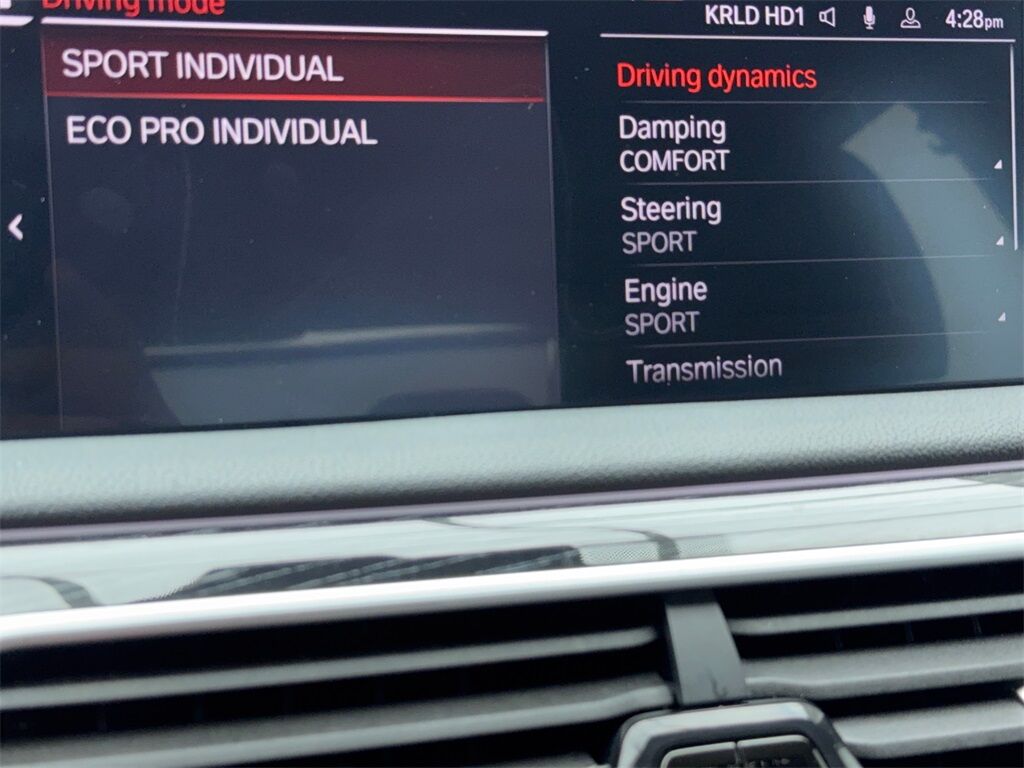 Driving mode
KRLD HD1 4:28pm
SPORT INDIVIDUAL
ECO PRO INDIVIDUAL
Driving dynamics
Damping
COMFORT
Steering
SPORT
Engine
SPORT
Transmission